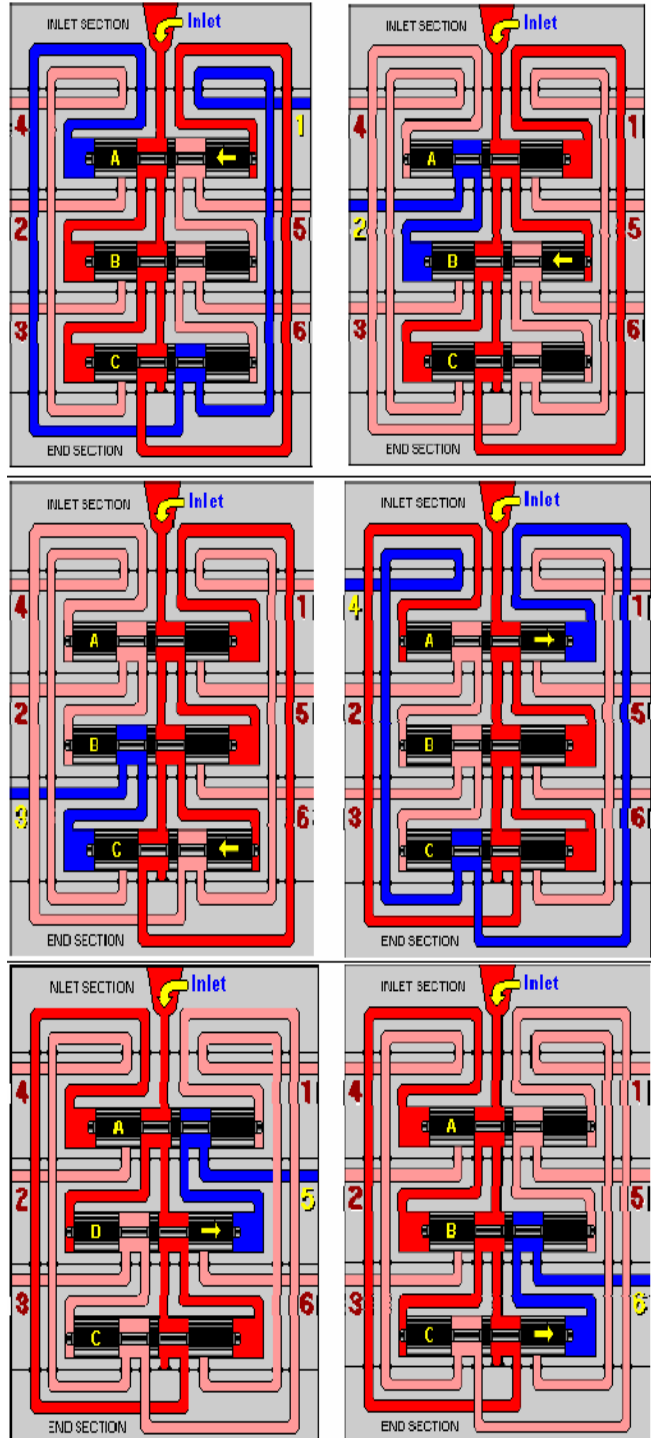 INLET SECTION
Inlet
4
1
A
2
5
B
3
6
C
END SECTION
INLET SECTION
Inlet
4
1
A
2
5
D
3
6
C
END SECTION
INLET SECTION
Inlet
4
1
A
2
5
B
3
6
C
END SECTION
INLET SECTION
Inlet
4
1
A
2
5
B
3
6
C
END SECTION
NLET SECTION
Inlet
4
1
A
2
5
D
3
6
C
END SECTION
INLET SECTION
Inlet
4
1
A
2
5
B
3
6
C
END SECTION